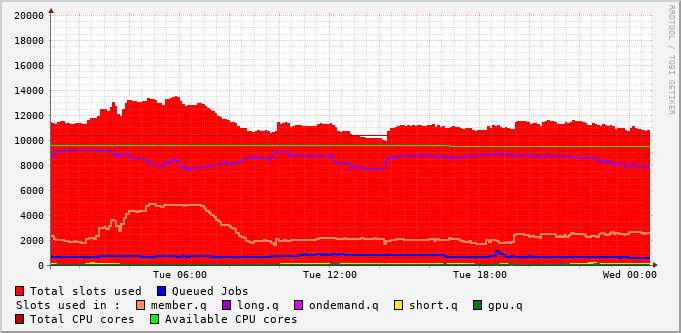 20000
18000
16000
14000
12000
10000
8000
6000
4000
2000
0
Tue 06:00 Tue 12:00 Tue 18:00 Wed 00:00
RRDTOOL / TOBI OETIKER
Total slots used Queued Jobs
Slots used in : member.q long.q ondemand.q short.q gpu.q
Total CPU cores Available CPU cores